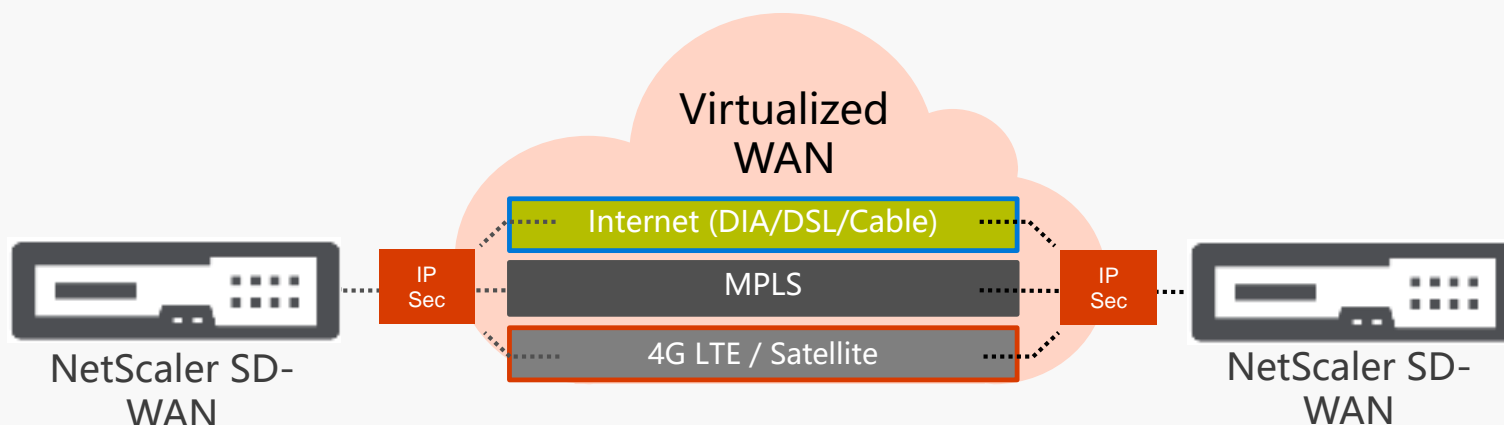 Virtualized
WAN
Internet (DIA/DSL/Cable)
IP
Sec
MPLS
IP
Sec
4G LTE / Satellite
NetScaler SD-
WAN
NetScaler SD-
WAN